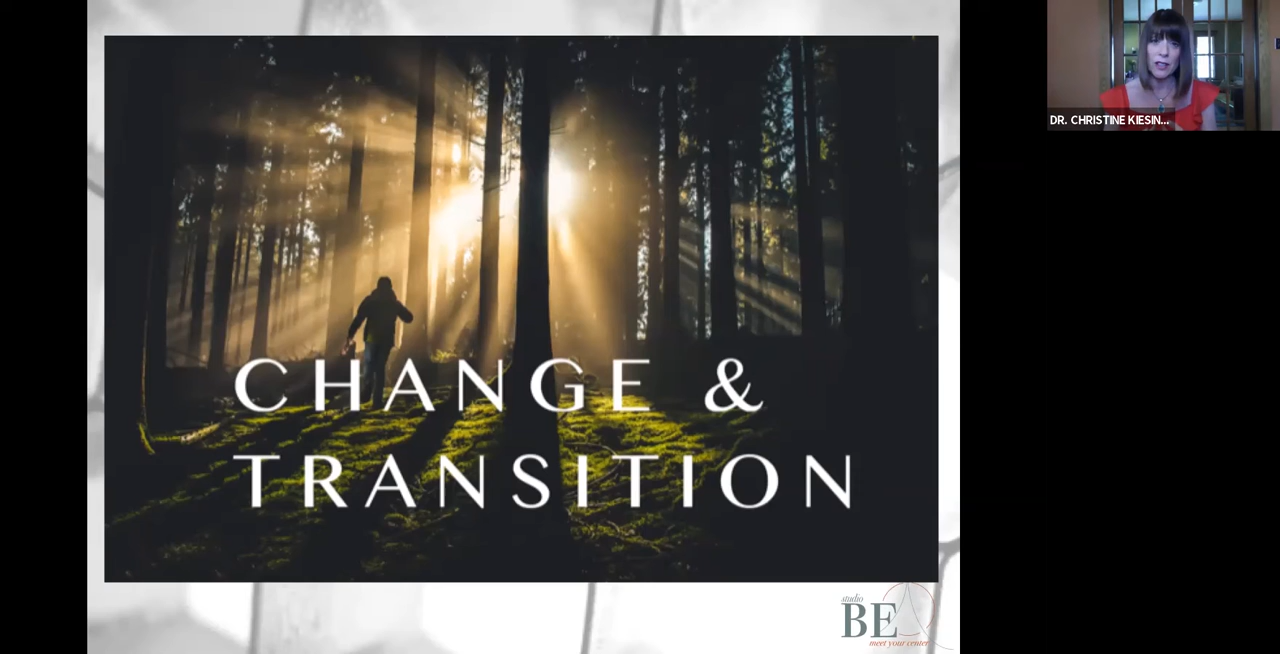 CHANGE &
TRANSITION
DR. CHRISTINE KIESIN...
studio
BE
meet your center